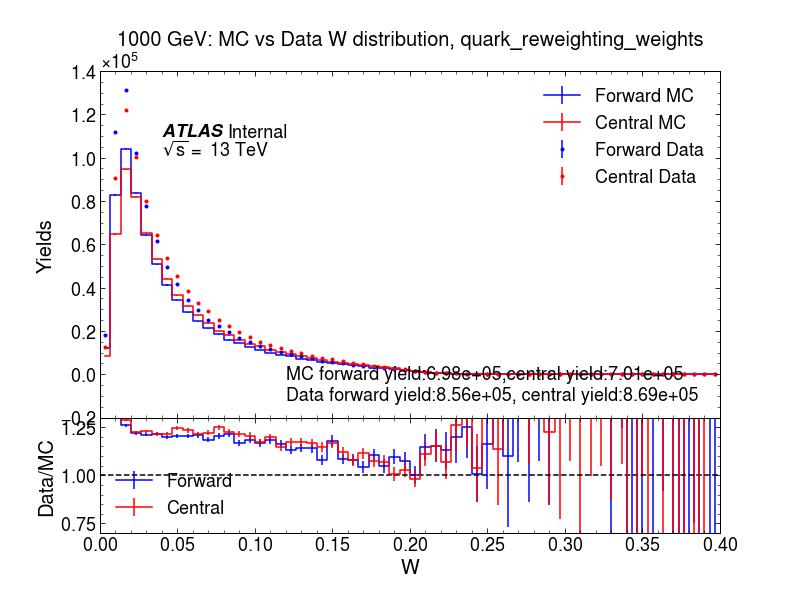 1000 GeV: MC vs Data W distribution, quark_reweighting_weights
×10⁵
1.4
1.2
1.0
0.8
0.6
0.4
0.2
0.0
0.2
Yields
ATLAS Internal
√s = 13 TeV
Forward MC
Central MC
Forward Data
Central Data
MC forward yield:6.98e+05,central yield:7.01e+05
Data forward yield:8.56e+05, central yield:8.69e+05
1.25
1.00
0.75
Data/MC
Forward
Central
0.00 0.05 0.10 0.15 0.20 0.25 0.30 0.35 0.40
W